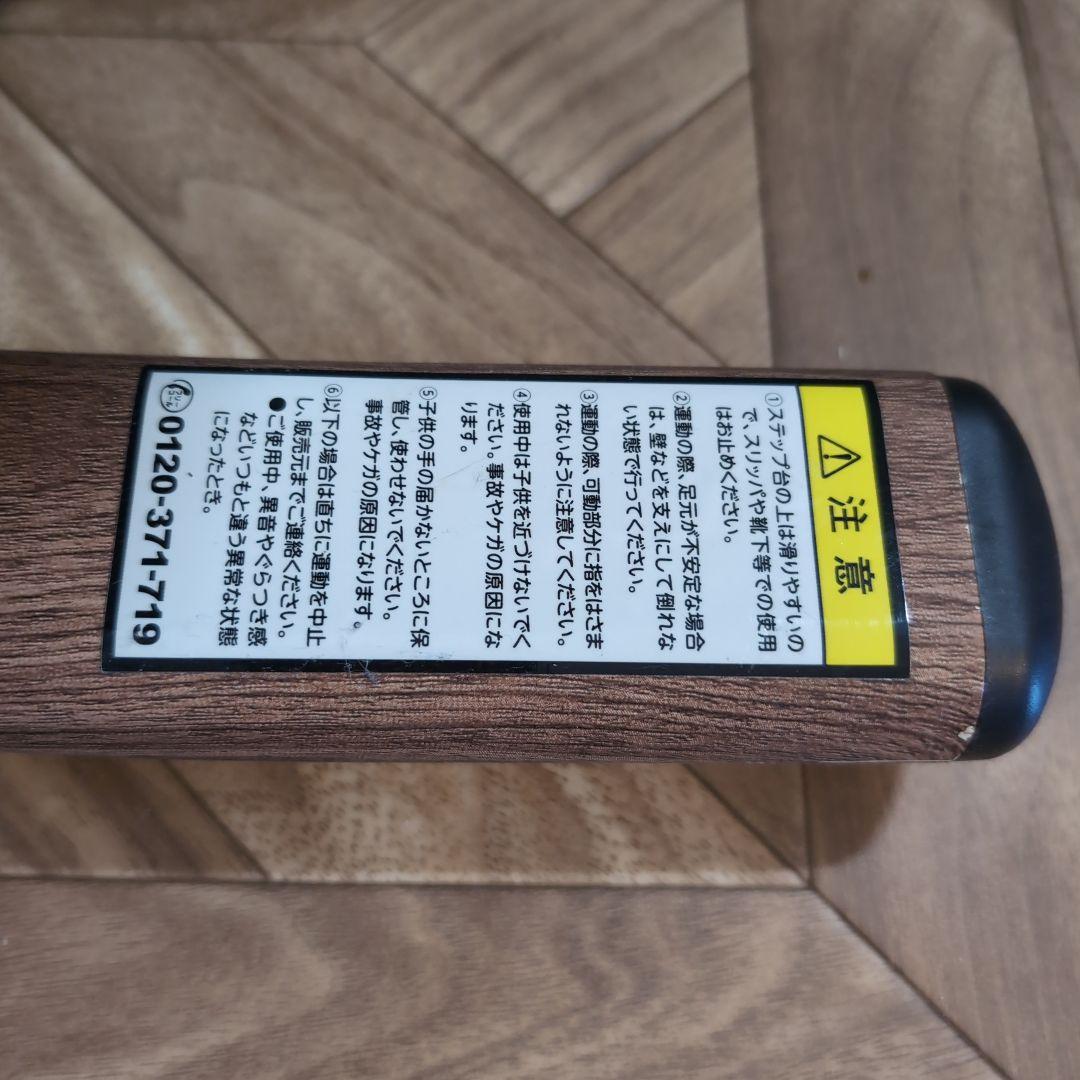 ⚠注意
①ステップ台の上は滑りやすいの
で、スリッパや靴下等での使用
はお止めください。
②運動の際、足元が不安定な場合
は、壁などを支えにして倒れな
い状態で行ってください。
③運動の際、可動部分に指をはさま
れないように注意してください。
④使用中は子供を近づけないでく
ださい。事故やケガの原因にな
ります。
⑤子供の手の届かないところに保
管し、使わせないでください。
事故やケガの原因になります。
⑥以下の場合は直ちに運動を中止
し、販売元までご連絡ください。
●ご使用中、異音やぐらつき感
などいつもと違う異常な状態
になったとき。
フリーコール 0120-371-719